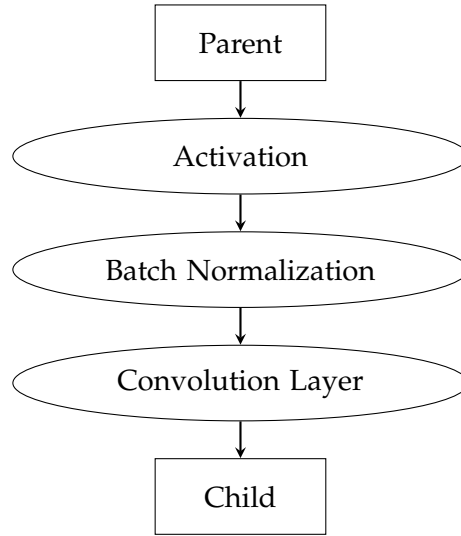 Parent
Activation
Batch Normalization
Convolution Layer
Child